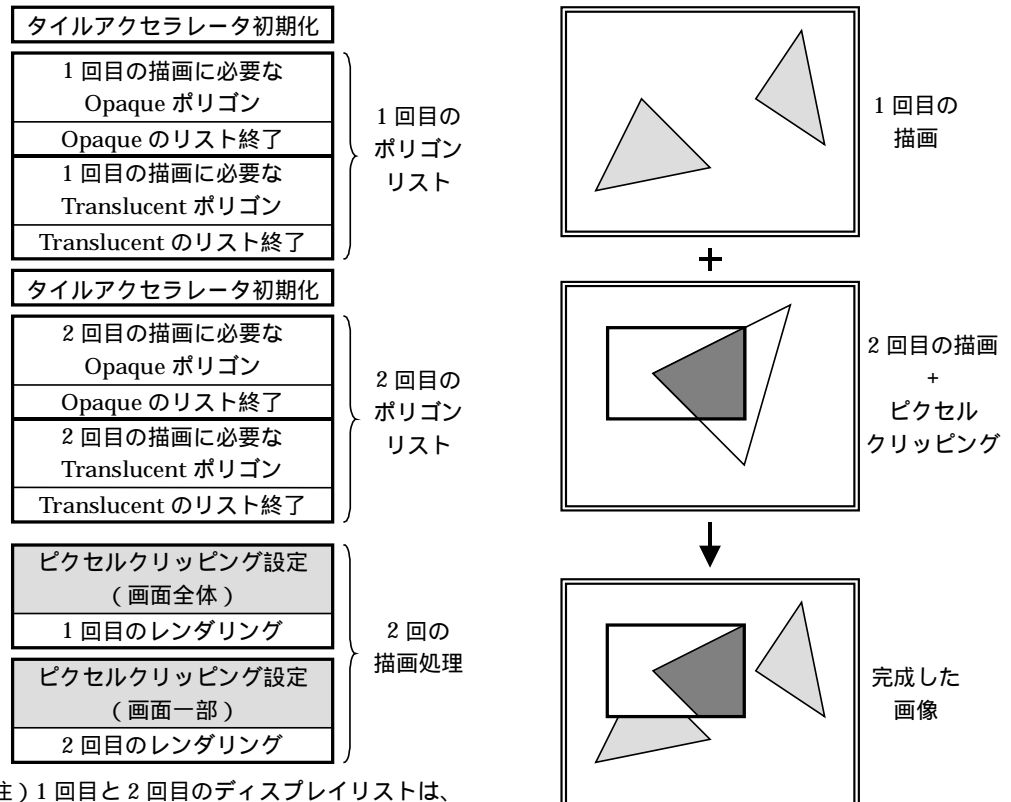 タイルアクセラレータ初期化
1 回目の描画に必要な
Opaque ポリゴン
Opaque のリスト終了
1 回目の描画に必要な
Translucent ポリゴン
Translucent のリスト終了
1 回目の
ポリゴン
リスト
タイルアクセラレータ初期化
2 回目の描画に必要な
Opaque ポリゴン
Opaque のリスト終了
2 回目の描画に必要な
Translucent ポリゴン
Translucent のリスト終了
2 回目の
ポリゴン
リスト
ピクセルクリッピング設定
（画面全体）
1 回目のレンダリング
ピクセルクリッピング設定
（画面一部）
2 回目のレンダリング
2 回の
描画処理
注）1 回目と 2 回目のディスプレイリストは、
1 回目の
描画
+
2 回目の描画
+
ピクセル
クリッピング
完成した
画像